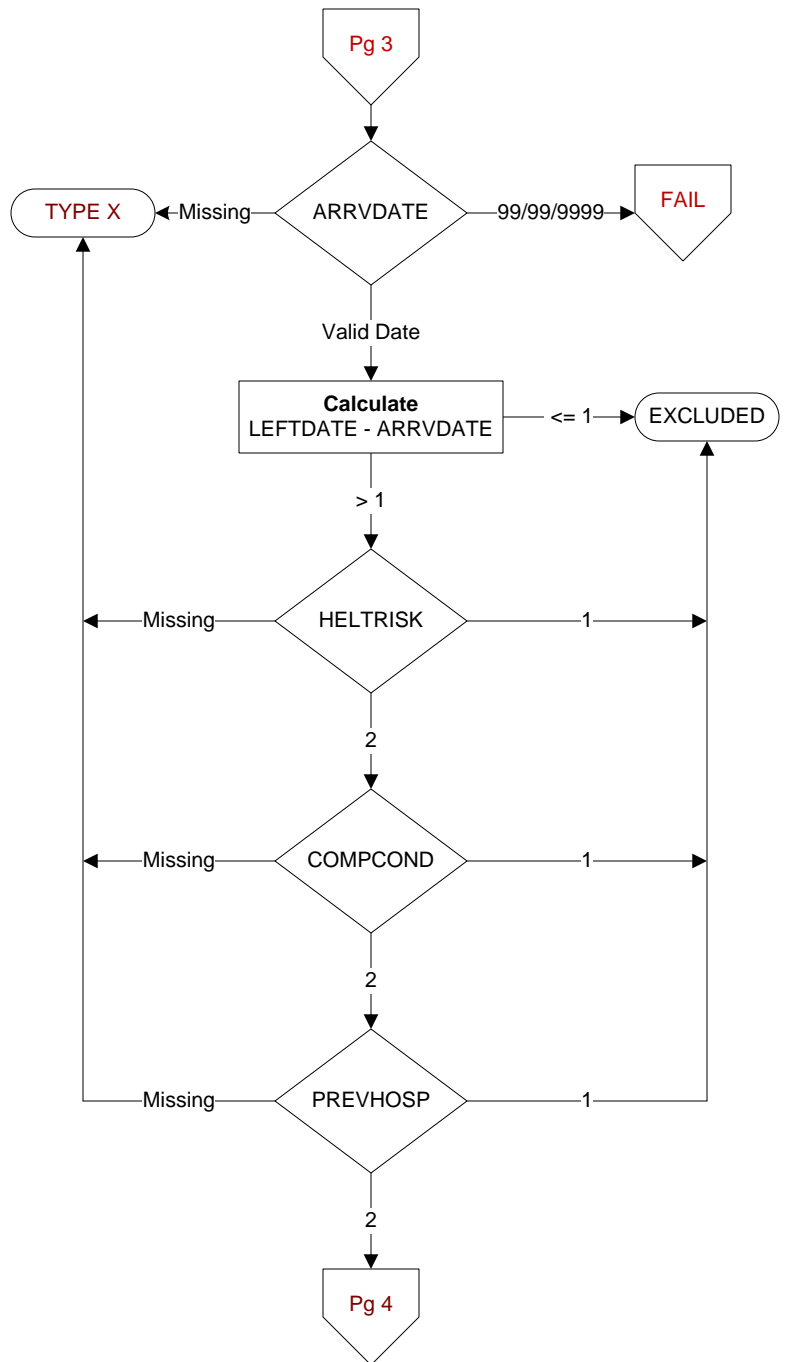 Pg 3
TYPE X
Missing
ARRVDATE
99/99/9999
FAIL
Valid Date
Calculate
LEFTDATE - ARRVDATE
<= 1
EXCLUDED
> 1
Missing
HELTRISK
1
2
Missing
COMPCOND
1
2
Missing
PREVHOSP
1
2
Pg 4